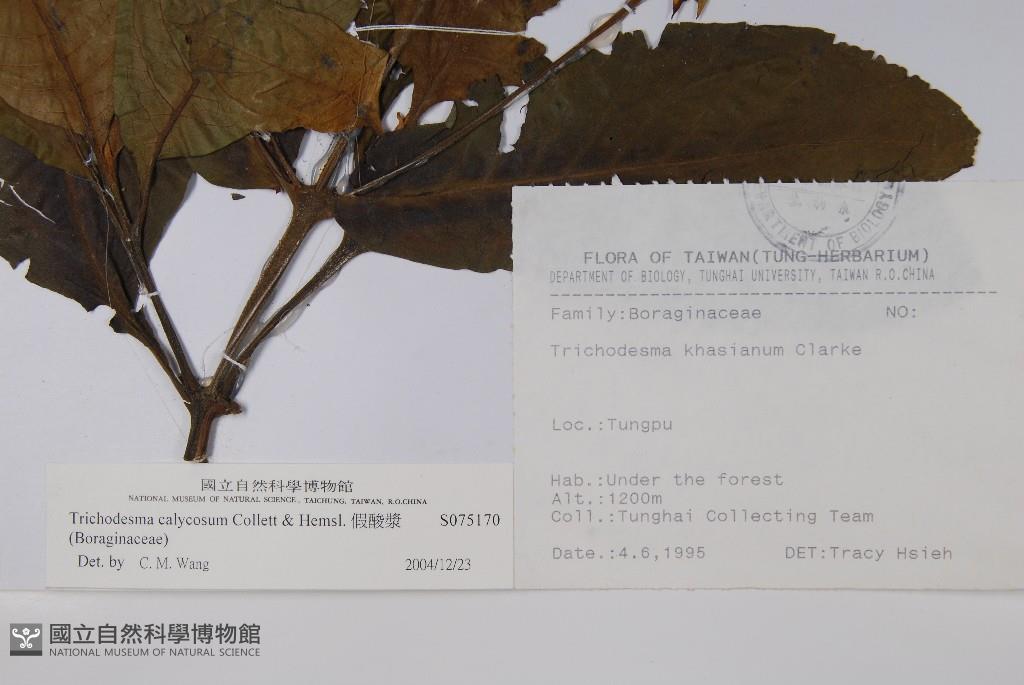 PARTMENT OF BIOLOGY
FLORA OF TAIWAN(TUNG-HERBARIUM)
DEPARTMENT OF BIOLOGY, TUNGHAI UNIVERSITY, TAIWAN R.O.CHINA
Family:Boraginaceae NO:
Trichodesma khasianum Clarke
Loc.:Tungpu
Hab.:Under the forest
Alt.:1200m
Coll.:Tunghai Collecting Team
Date.:4.6,1995 DET:Tracy Hsieh
國立自然科學博物館
NATIONAL MUSEUM OF NATURAL SCIENCE, TAICHUNG, TAIWAN, R.O.CHINA
Trichodesma calycosum Collett & Hemsl. 假酸漿 S075170
(Boraginaceae)
Det. by C. M. Wang 2004/12/23
國立自然科學博物館
NATIONAL MUSEUM OF NATURAL SCIENCE